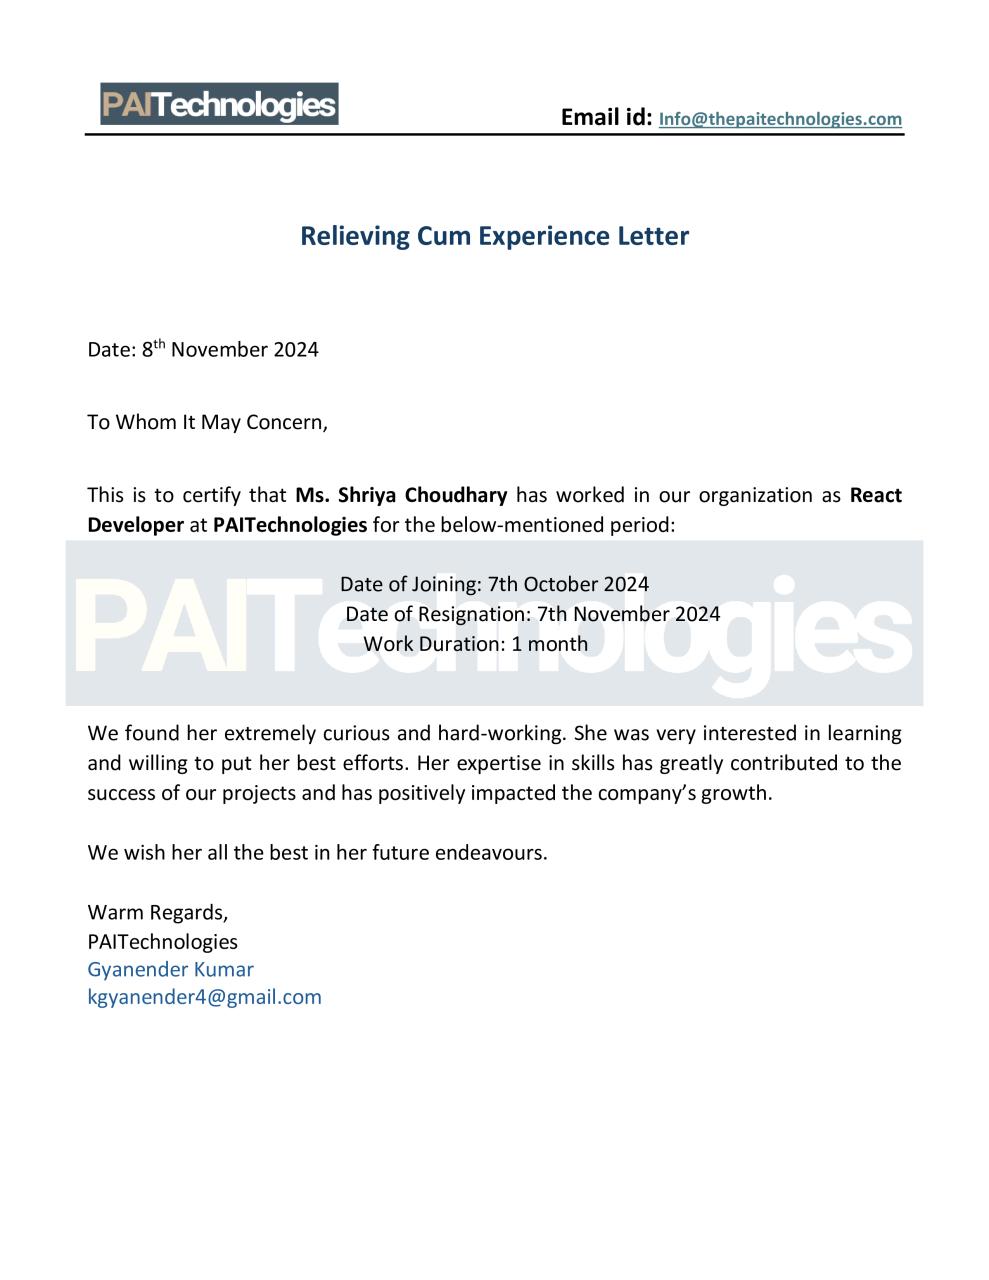 PAITechnologies
Email id: Info@thepaitechnologies.com
Relieving Cum Experience Letter
Date: 8th November 2024
To Whom It May Concern,
This is to certify that Ms. Shriya Choudhary has worked in our organization as React
Developer at PAITechnologies for the below-mentioned period:
PAITechnologies
Date of Joining: 7th October 2024
Date of Resignation: 7th November 2024
Work Duration: 1 month
We found her extremely curious and hard-working. She was very interested in learning
and willing to put her best efforts. Her expertise in skills has greatly contributed to the
success of our projects and has positively impacted the company’s growth.
We wish her all the best in her future endeavours.
Warm Regards,
PAITechnologies
Gyanender Kumar
kgyanender4@gmail.com